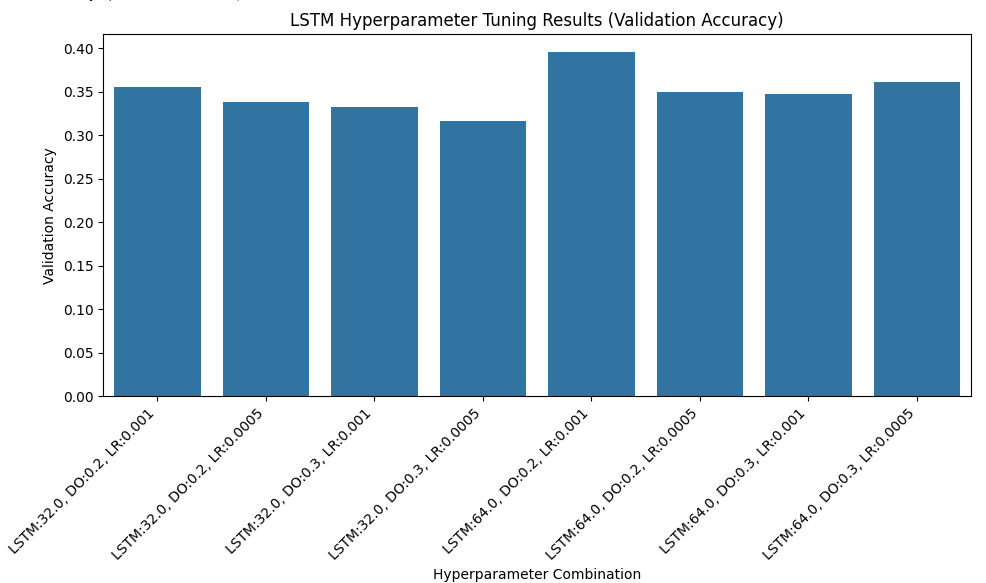 LSTM Hyperparameter Tuning Results (Validation Accuracy)
Validation Accuracy
0.40
0.35
0.30
0.25
0.20
0.15
0.10
0.05
0.00
LSTM:32.0, DO:0.2, LR:0.001
LSTM:32.0, DO:0.2, LR:0.0005
LSTM:32.0, DO:0.3, LR:0.001
LSTM:32.0, DO:0.3, LR:0.0005
LSTM:64.0, DO:0.2, LR:0.001
LSTM:64.0, DO:0.2, LR:0.0005
LSTM:64.0, DO:0.3, LR:0.001
LSTM:64.0, DO:0.3, LR:0.0005
Hyperparameter Combination